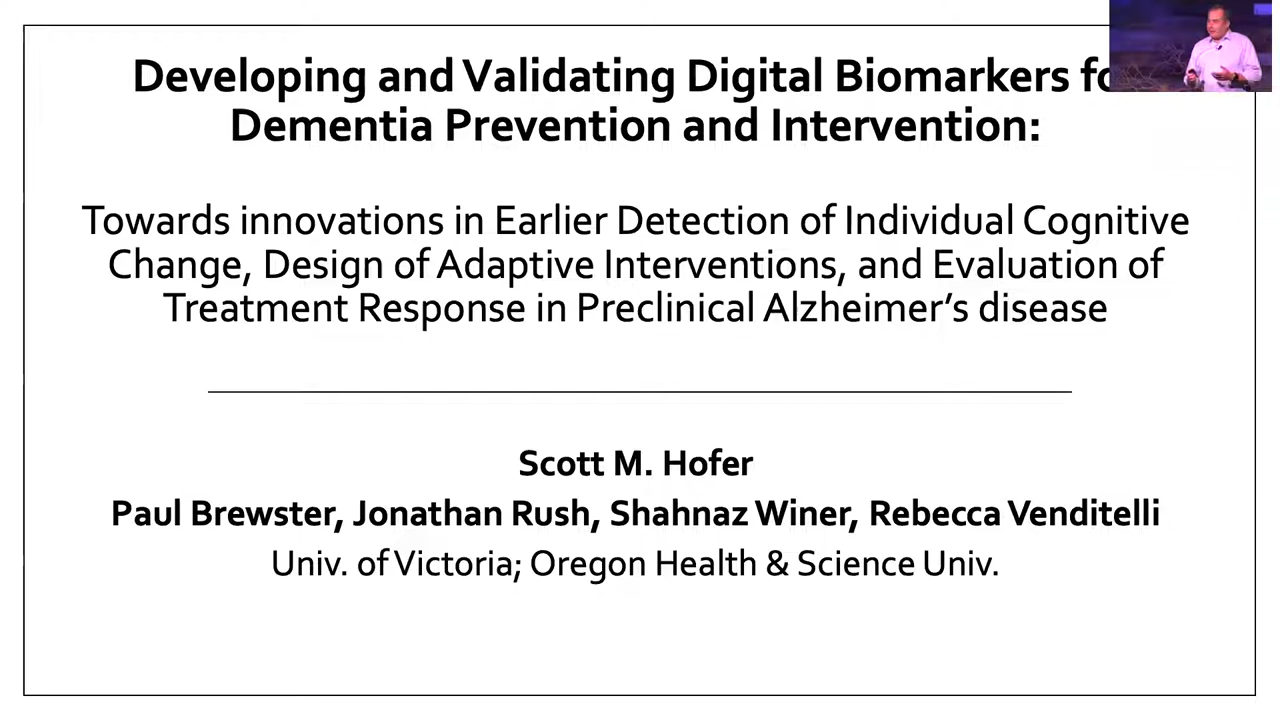 Developing and Validating Digital Biomarkers
Dementia Prevention and Intervention:
Towards innovations in Earlier Detection of Individual Cognitive
Change, Design of Adaptive Interventions, and Evaluation of
Treatment Response in Preclinical Alzheimer’s disease
Scott M. Hofer
Paul Brewster, Jonathan Rush, Shahnaz Winer, Rebecca Venditelli
Univ. of Victoria; Oregon Health & Science Univ.